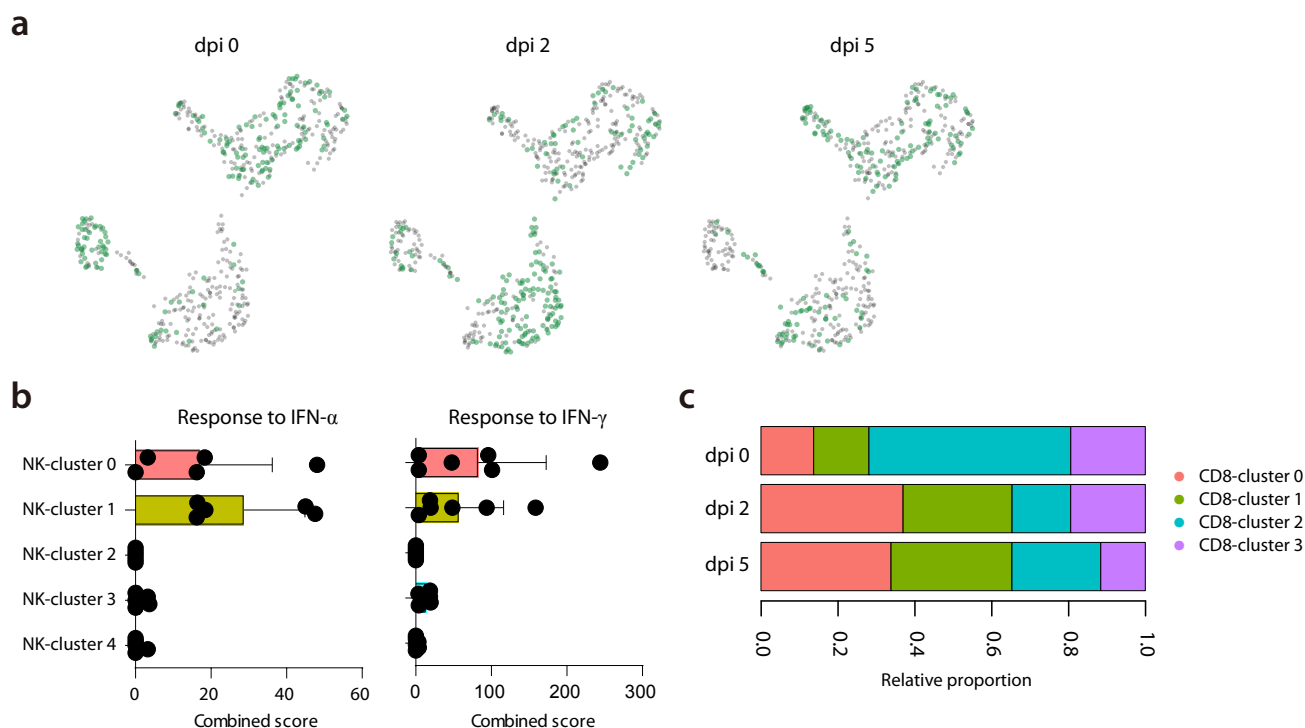 a
dpi 0
dpi 2
dpi 5
b
Response to IFN-α
Response to IFN-γ
NK-cluster 0
NK-cluster 1
NK-cluster 2
NK-cluster 3
NK-cluster 4
0 20 40 60
Combined score
0 100 200 300
Combined score
c
dpi 0
dpi 2
dpi 5
0.0 0.2 0.4 0.6 0.8 1.0
Relative proportion
CD8-cluster 0
CD8-cluster 1
CD8-cluster 2
CD8-cluster 3